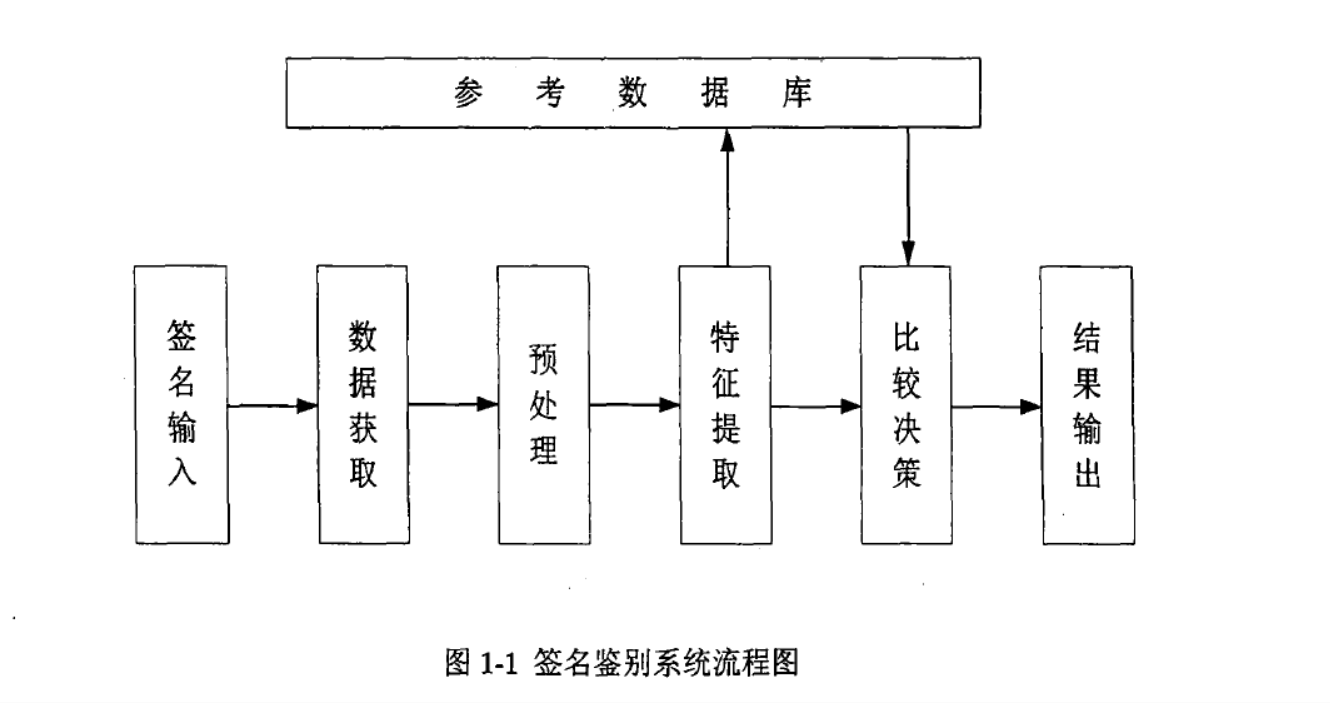 参考数据库
签名输入
数据获取
预处理
特征提取
比较决策
结果输出
图 1-1 签名鉴别系统流程图